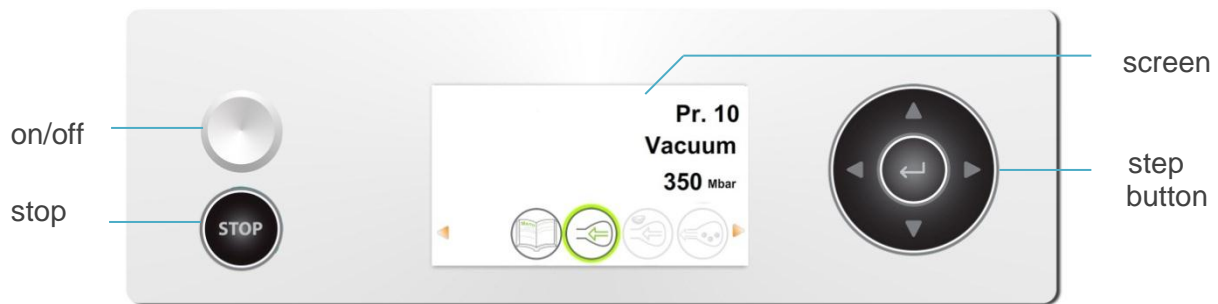 screen
Pr. 10
on/off
Vacuum
step
button
350 Mbar
stop
STOP